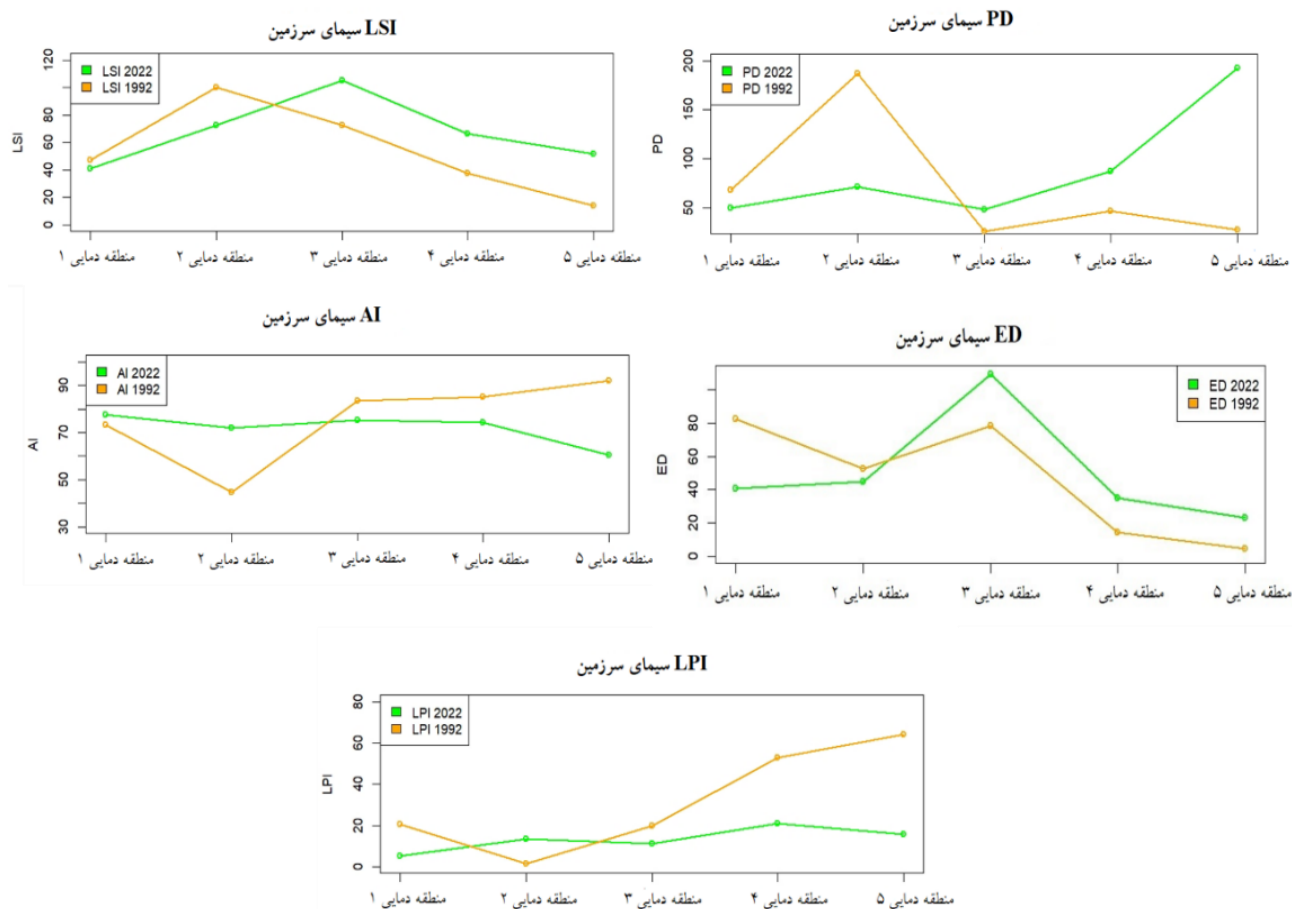 سیمای سرزمین LSI
LSI 2022
LSI 1992
LSI
120
100
80
60
40
20
0
منطقه دمایی ۱
منطقه دمایی ۲
منطقه دمایی ۳
منطقه دمایی ۴
منطقه دمایی ۵
سیمای سرزمین PD
PD 2022
PD 1992
PD
200
150
100
50
منطقه دمایی ۱
منطقه دمایی ۲
منطقه دمایی ۳
منطقه دمایی ۴
منطقه دمایی ۵
سیمای سرزمین AI
AI 2022
AI 1992
AI
90
70
50
30
منطقه دمایی ۱
منطقه دمایی ۲
منطقه دمایی ۳
منطقه دمایی ۴
منطقه دمایی ۵
سیمای سرزمین ED
ED 2022
ED 1992
ED
80
60
40
20
0
منطقه دمایی ۱
منطقه دمایی ۲
منطقه دمایی ۳
منطقه دمایی ۴
منطقه دمایی ۵
سیمای سرزمین LPI
LPI 2022
LPI 1992
LPI
80
60
40
20
0
منطقه دمایی ۱
منطقه دمایی ۲
منطقه دمایی ۳
منطقه دمایی ۴
منطقه دمایی ۵